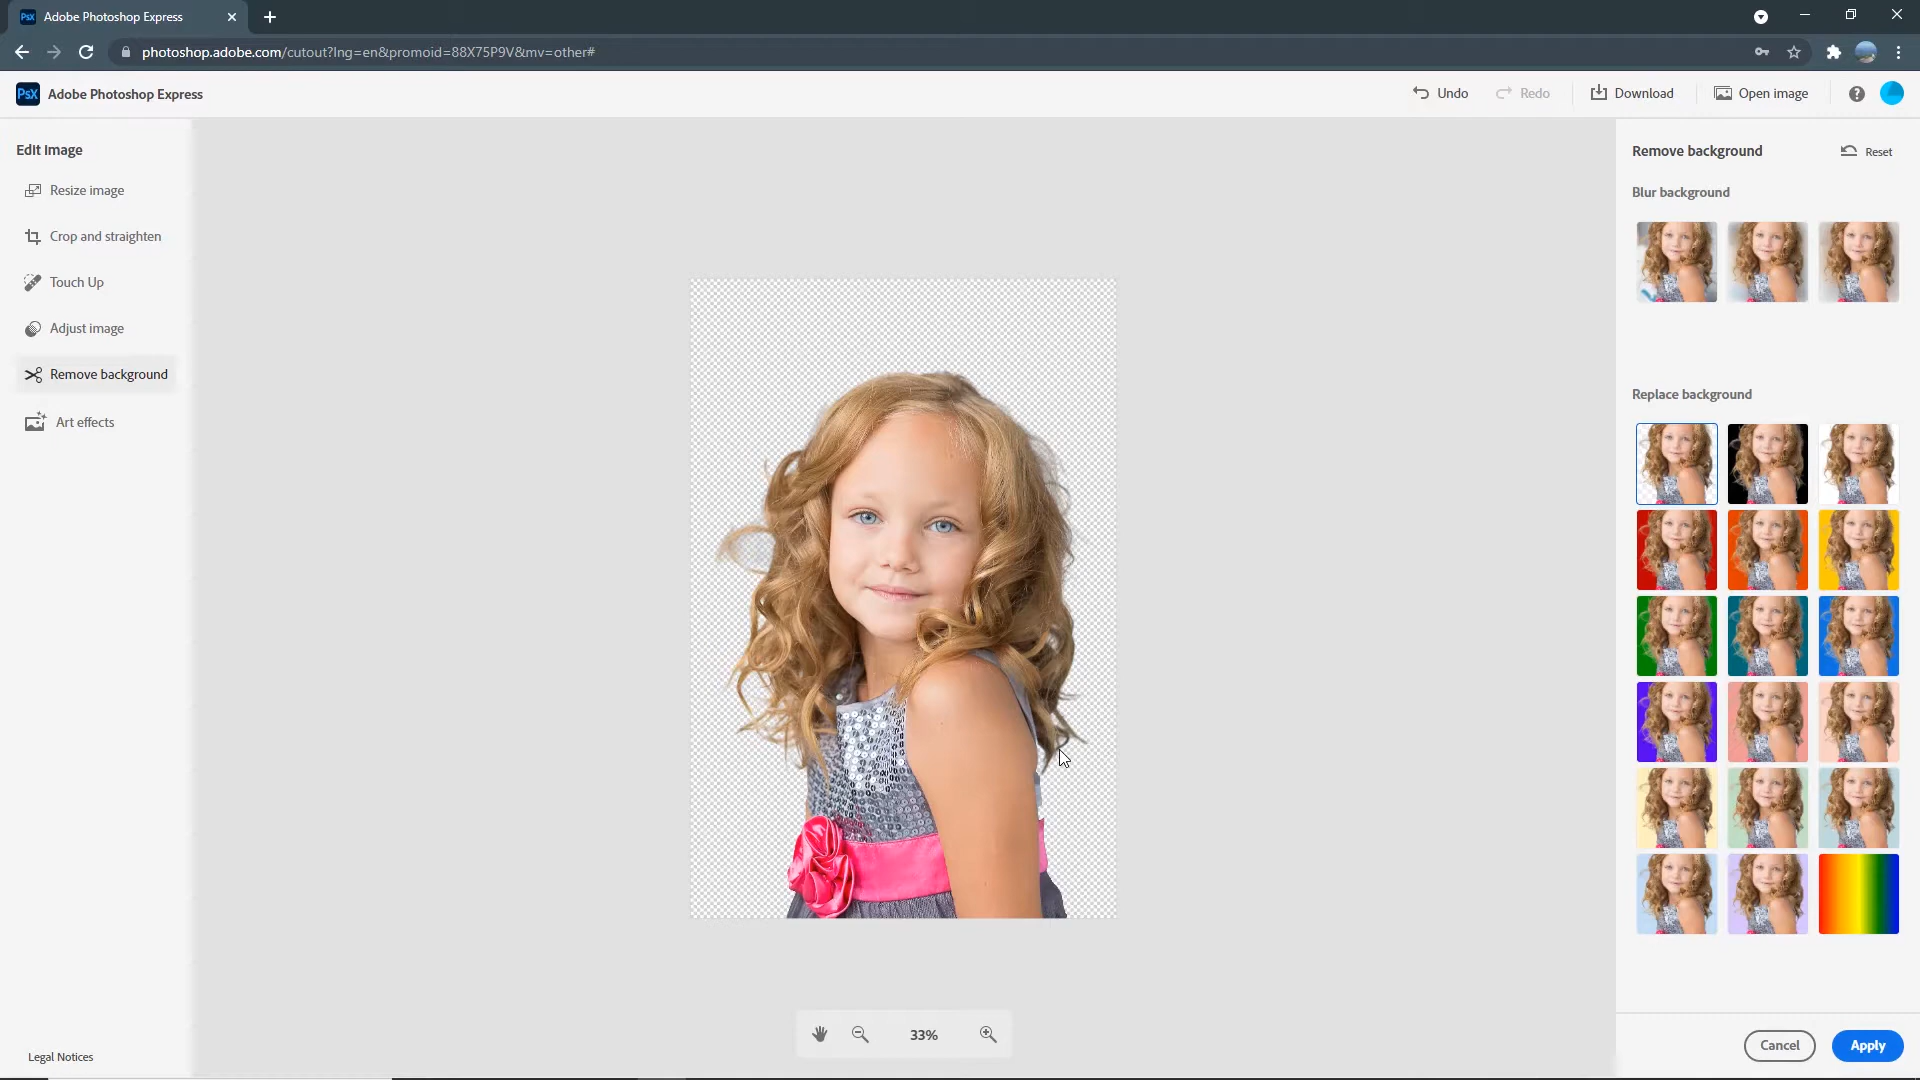 Adobe Photoshop Express
photoshop.adobe.com/cutout?lng=en&promoid=88X75P9V&mv=other#
PsX Adobe Photoshop Express
Undo
Redo
Download
Open image
Edit image
Resize image
Crop and straighten
Touch Up
Adjust image
Remove background
Art effects
Legal Notices
33%
Remove background
Reset
Blur background
Replace background
Cancel
Apply